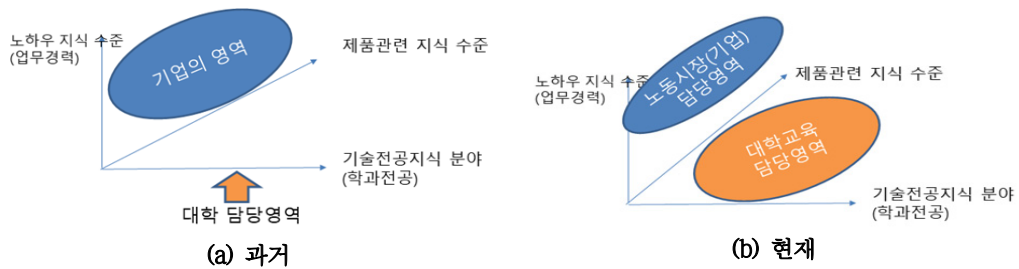 노하우 지식 수준
(업무경력)
기업의 영역
제품관련 지식 수준
기술전공지식 분야
(학과전공)
대학 담당영역
(a) 과거
노하우 지식 수준
(업무경력)
노동시장(기업)
담당영역
제품관련 지식 수준
대학교육
담당영역
기술전공지식 분야
(학과전공)
(b) 현재